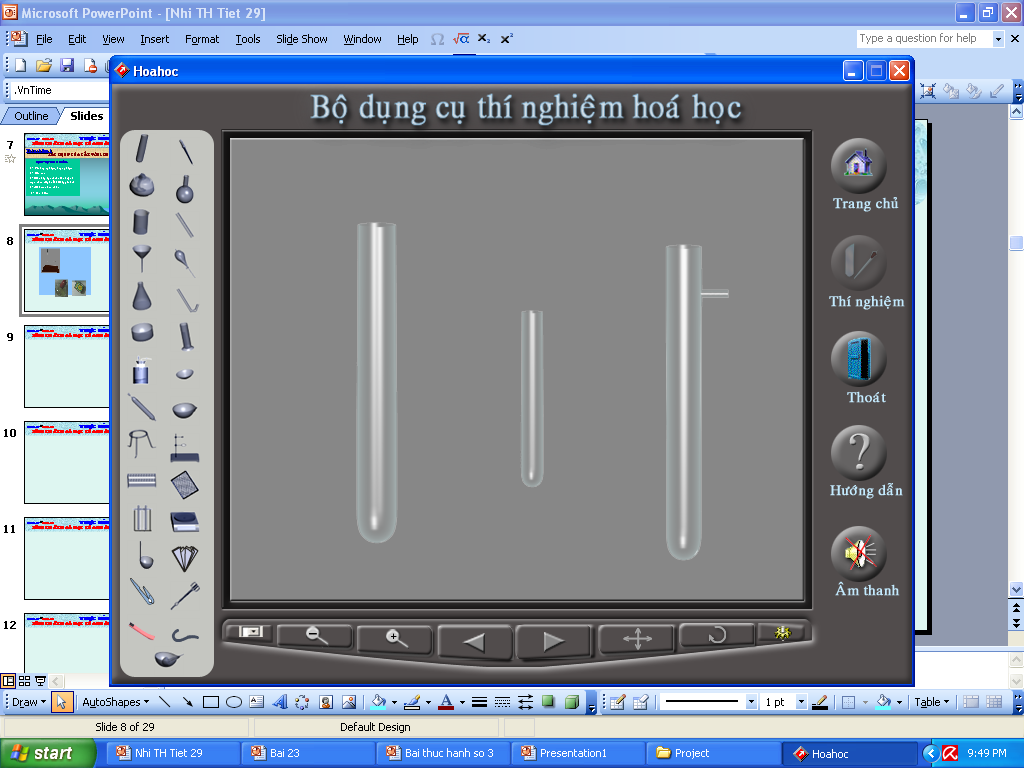 Microsoft PowerPoint - [Nhi TH Tiet 29]
File Edit View Insert Format Tools Slide Show Window Help
Type a question for help
.VnTime
Hoahoc
Outline Slides
Bộ dụng cụ thí nghiệm hoá học
7
8
9
10
11
12
Trang chủ
Thí nghiệm
Thoát
Hướng dẫn
Âm thanh
Draw AutoShapes 1 pt Table
Slide 8 of 29 Default Design
start Nhi TH Tiet 29 Bai 23 Bai thuc hanh so 3 Presentation1 Project Hoahoc 9:49 PM